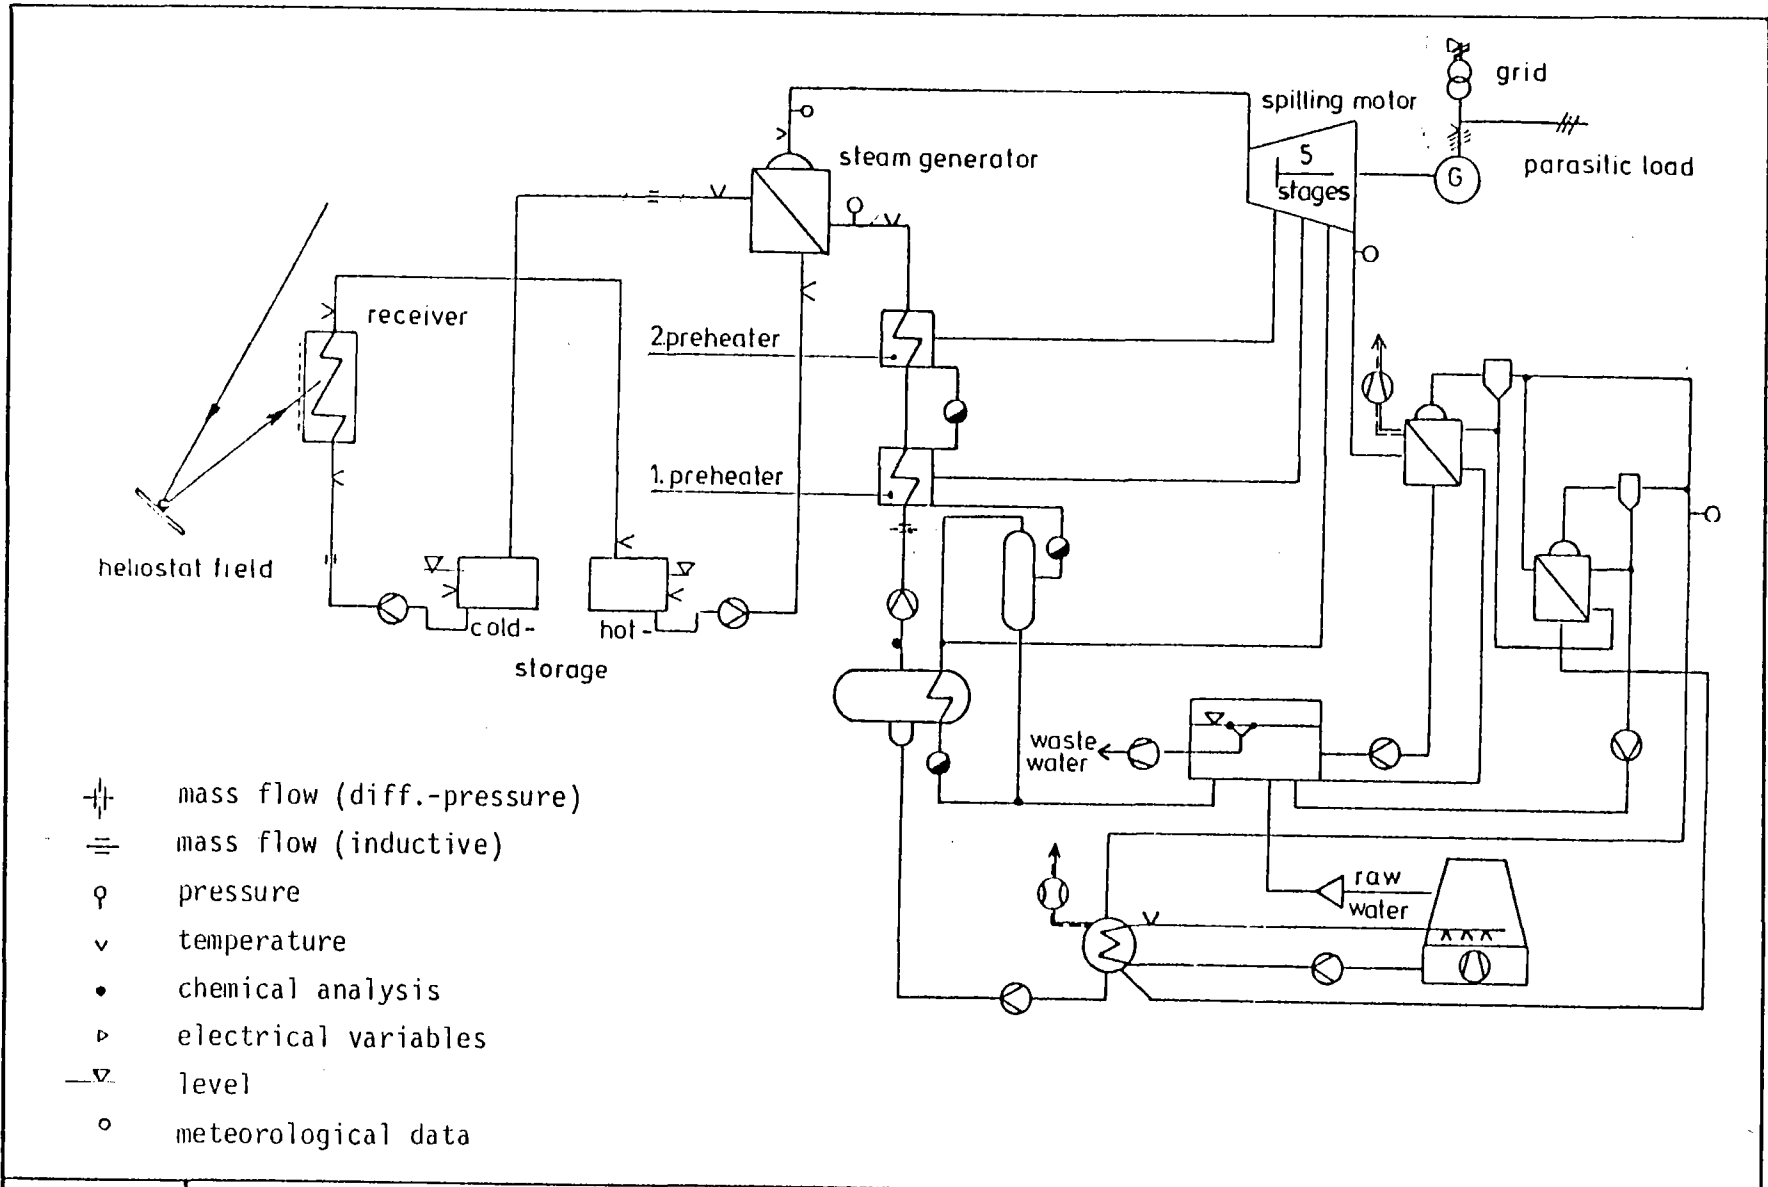 grid
spilling motor
parasitic load
5
stages
G
steam generator
receiver
2.preheater
1. preheater
heliostat field
cold-
hot-
storage
waste
water
raw
water
mass flow (diff.-pressure)
mass flow (inductive)
pressure
temperature
chemical analysis
electrical variables
level
meteorological data